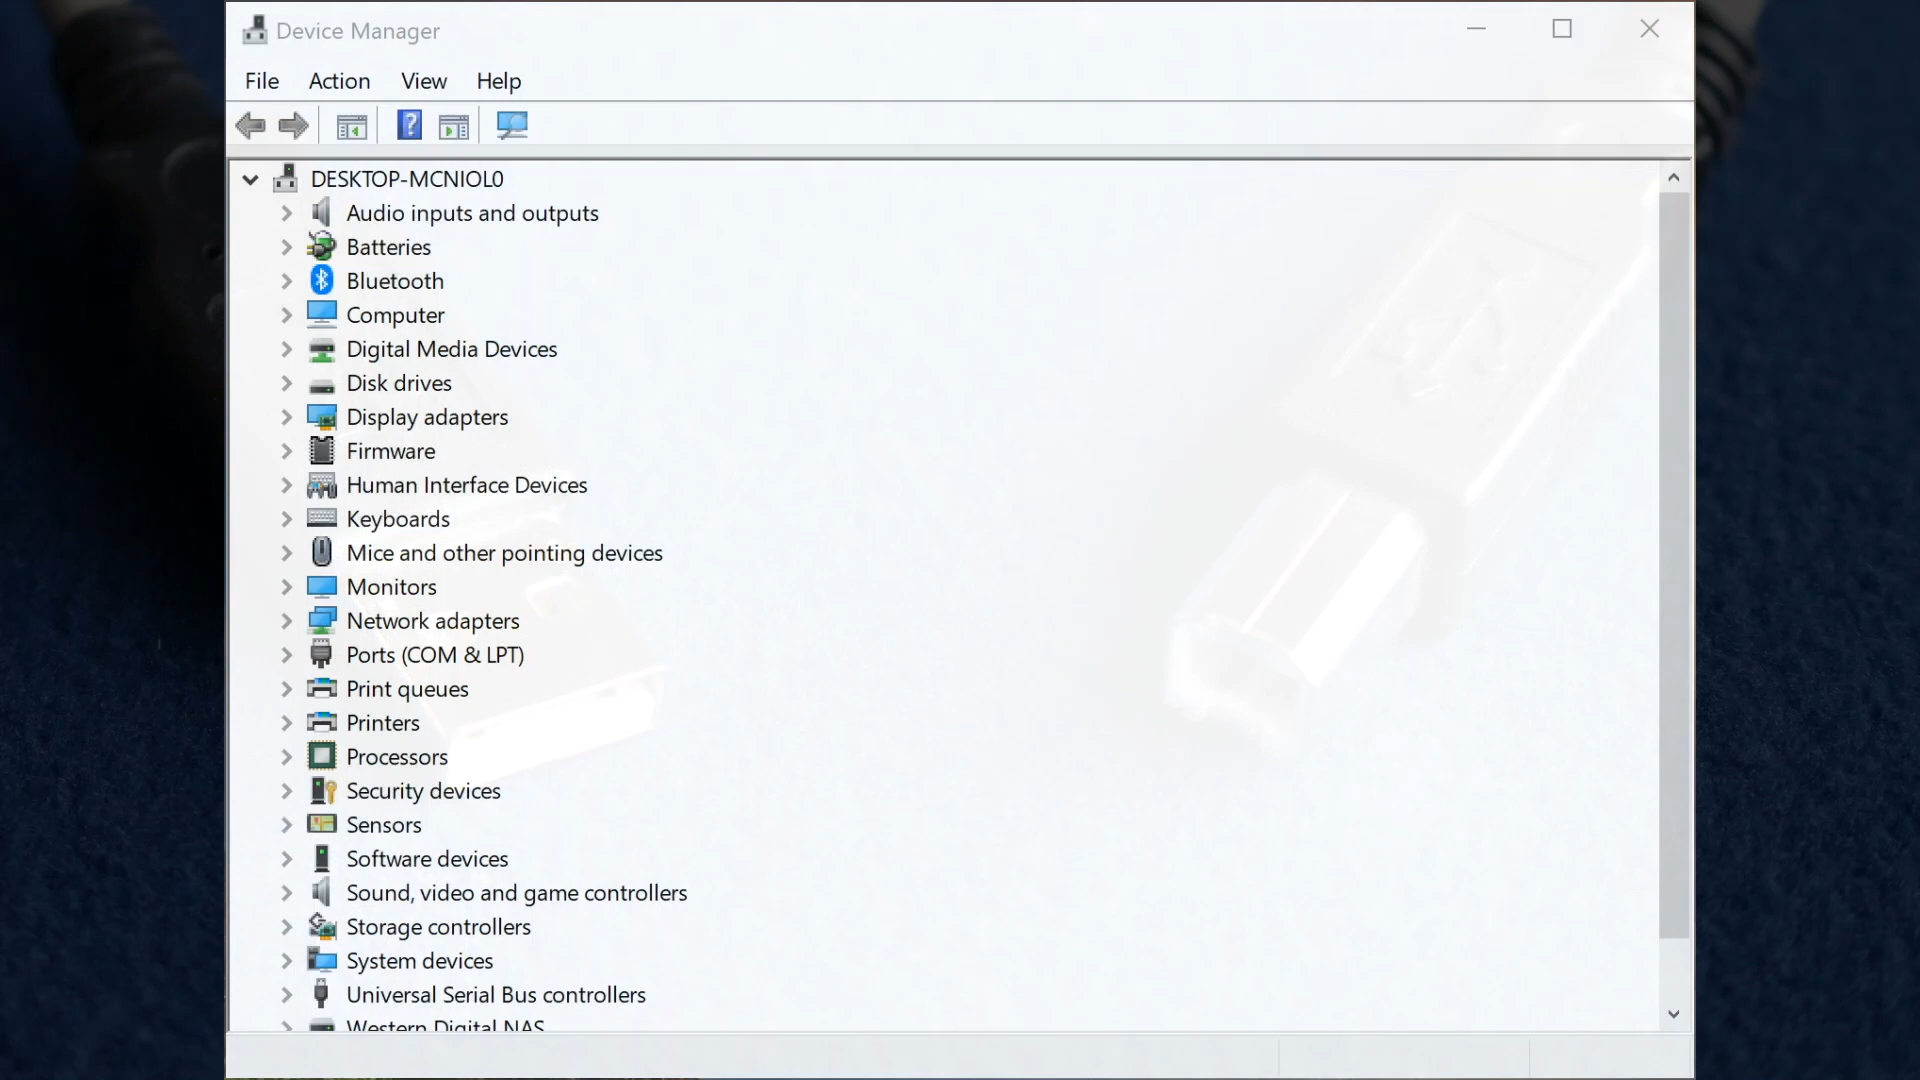 Device Manager
File Action View Help
DESKTOP-MCNIOL0
Audio inputs and outputs
Batteries
Bluetooth
Computer
Digital Media Devices
Disk drives
Display adapters
Firmware
Human Interface Devices
Keyboards
Mice and other pointing devices
Monitors
Network adapters
Ports (COM & LPT)
Print queues
Printers
Processors
Security devices
Sensors
Software devices
Sound, video and game controllers
Storage controllers
System devices
Universal Serial Bus controllers
Western Digital NAS